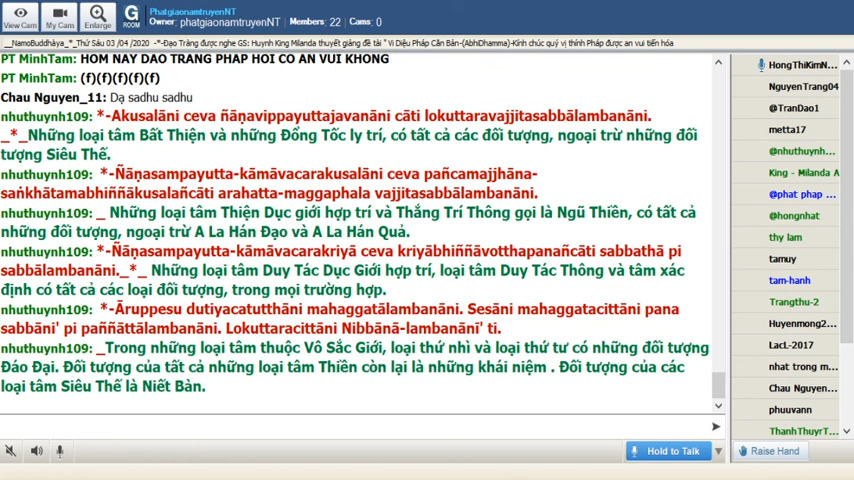 View Cam
My Cam
Enlarge
G
ROOM
PhatgiaonamtruyenNT
Owner: phatgiaonamtruyenNT | Members: 22 | Cams: 0
__NamoBuddhàya_*_Thứ Sáu 03 /04 /2020 -*-Đạo Tràng được nghe GS: Huynh King Milanda thuyết giảng đề tài " Vi Diệu Pháp Căn Bản-(AbhiDhamma)-Kính chúc quý vị thính Pháp được an vui tiến hóa
PT MinhTam: HOM NAY DAO TRANG PHAP HOI CO AN VUI KHONG
PT MinhTam: (f)(f)(f)(f)(f)
Chau Nguyen_11: Dạ sadhu sadhu
nhuthuynh109: *-Akusalāni ceva ñāṇavippayuttajavanāni cāti lokuttaravajjitasabbālambanāni.
_*_Những loại tâm Bất Thiện và những Đổng Tốc ly trí, có tất cả các đối tượng, ngoại trừ những đối
tượng Siêu Thế.
nhuthuynh109: *-Ñāṇasampayutta-kāmāvacarakusalāni ceva pañcamajjhāna-
saṅkhātamabhiññākusalañcāti arahatta-maggaphala vajjitasabbālambanāni.
nhuthuynh109: _ Những loại tâm Thiện Dục giới hợp trí và Thắng Trí Thông gọi là Ngũ Thiền, có tất cả
những đối tượng, ngoại trừ A La Hán Đạo và A La Hán Quả.
nhuthuynh109: *-Ñāṇasampayutta-kāmāvacarakriyā ceva kriyābhiññāvotthapanañcāti sabbathā pi
sabbālambanāni._*_ Những loại tâm Duy Tác Dục Giới hợp trí, loại tâm Duy Tác Thông và tâm xác
định có tất cả các loại đối tượng, trong mọi trường hợp.
nhuthuynh109: *-Āruppesu dutiyacatutthāni mahaggatālambanāni. Sesāni mahaggatacittāni pana
sabbāni' pi paññāttālambanāni. Lokuttaracittāni Nibbānā-lambanānī' ti.
nhuthuynh109: _Trong những loại tâm thuộc Vô Sắc Giới, loại thứ nhì và loại thứ tư có những đối tượng
Đáo Đại. Đối tượng của tất cả những loại tâm Thiền còn lại là những khái niệm . Đối tượng của các
loại tâm Siêu Thế là Niết Bàn.
Hold to Talk
Raise Hand
HongThiKimN...
NguyenTrang04
@TranDao1
metta17
@nhuthuynh...
King - Milanda A
@phat phap ...
@hongnhat
thy lam
tamuy
tam-hanh
Trangthu-2
Huyenmong2...
LacL-2017
nhat trong m...
Chau Nguyen...
phuuvann
ThanhThuyrT...